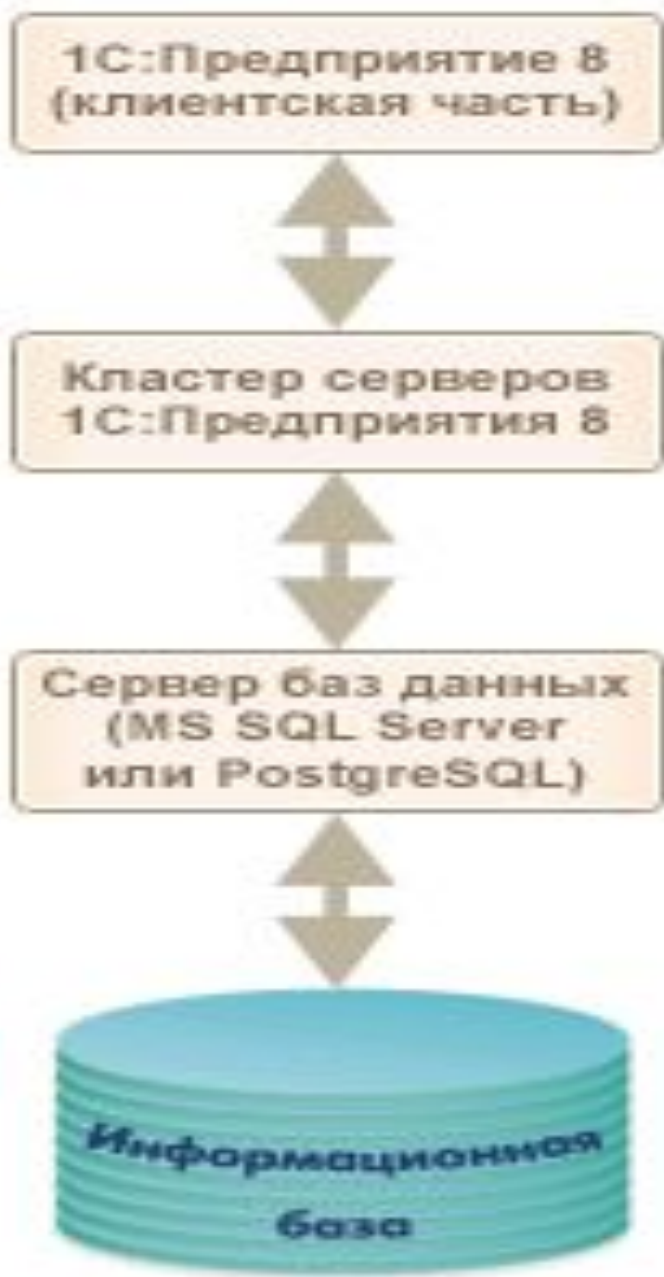 1С:Предприятие 8
(клиентская часть)
Кластер серверов
1С:Предприятия 8
Сервер баз данных
(MS SQL Server
или PostgreSQL)
Информационная
база